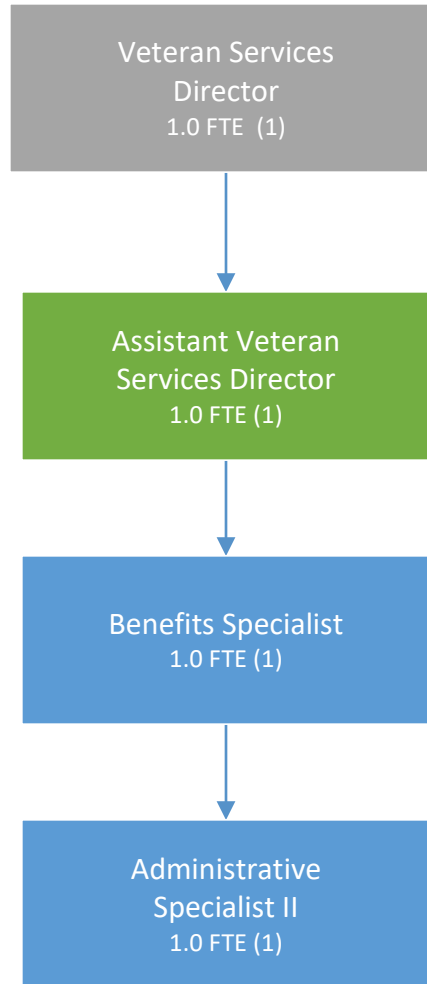 Veteran Services
Director
1.0 FTE  (1)
Assistant Veteran
Services Director
1.0 FTE (1)
Benefits Specialist
1.0 FTE (1)
Administrative
Specialist II
1.0 FTE (1)